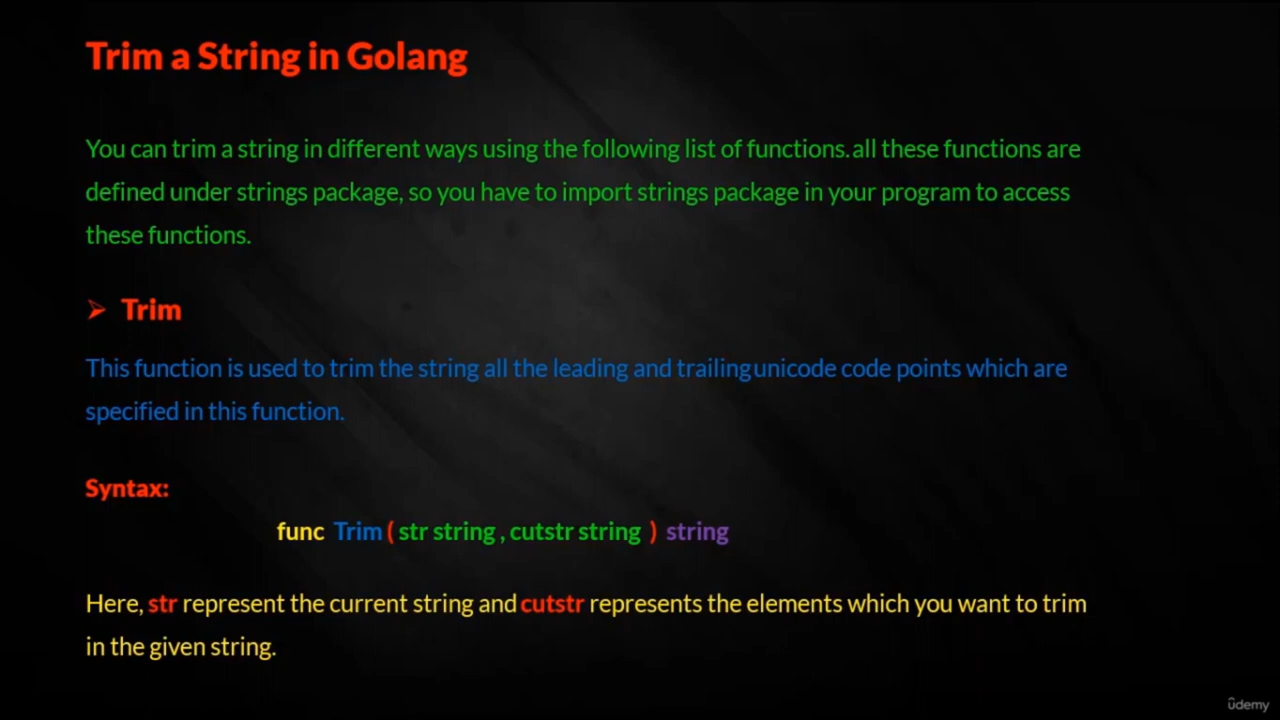 Trim a String in Golang
You can trim a string in different ways using the following list of functions.all these functions are
defined under strings package, so you have to import strings package in your program to access
these functions.
➢ Trim
This function is used to trim the string all the leading and trailingunicode code points which are
specified in this function.
Syntax:
func Trim ( str string , cutstr string ) string
Here, str represent the current string and cutstr represents the elements which you want to trim
in the given string.
ûdemy